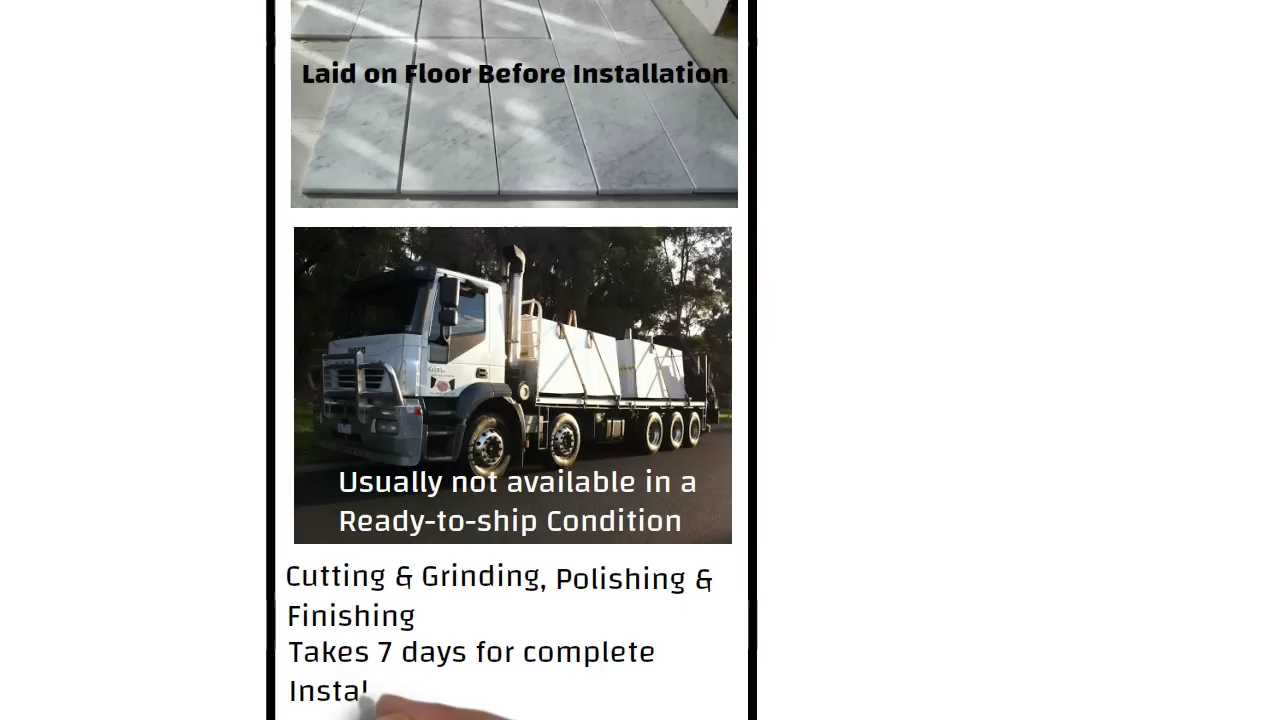 Laid on Floor Before Installation
Usually not available in a
Ready-to-ship Condition
Cutting & Grinding, Polishing &
Finishing
Takes 7 days for complete
Instal